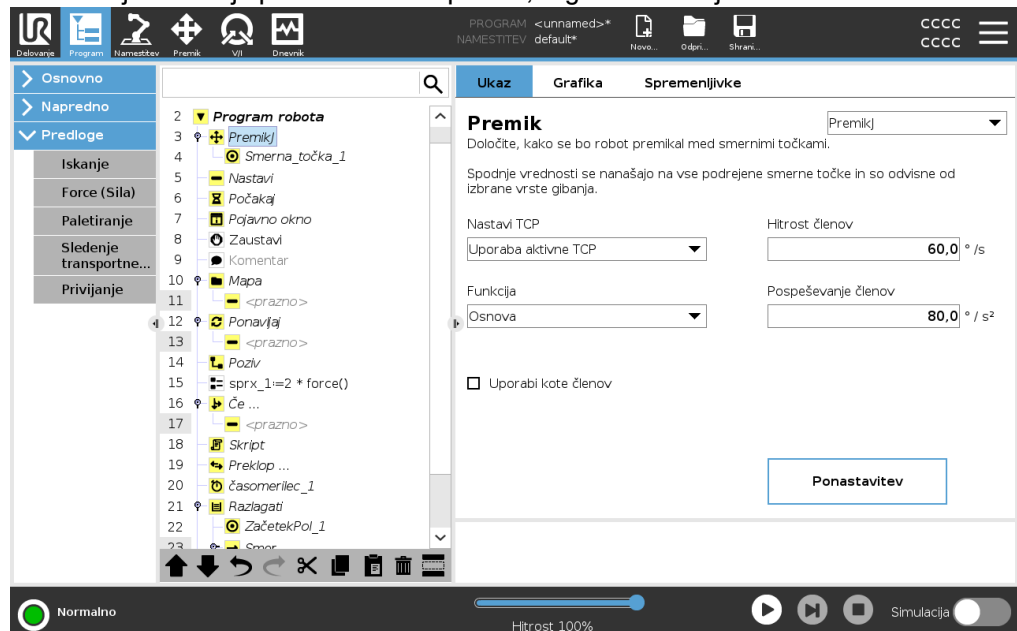 PROGRAM <unnamed>*
NAMESTITEV default*
Delovanje
Program
Namestitev
Premik
V/I
Dnevnik
Novo...
Odpri...
Shrani...
cccc
cccc
Osnovno
Napredno
Predloge
Iskanje
Force (Sila)
Paletiranje
Sledenje
transportne...
Privijanje
2 Program robota
3 PremikJ
4 Smerna_točka_1
5 Nastavi
6 Počakaj
7 Pojavno okno
8 Zaustavi
9 Komentar
10 Mapa
11 <prazno>
12 Ponavljaj
13 <prazno>
14 Poziv
15 sprx_1≔2 * force()
16 Če ...
17 <prazno>
18 Skript
19 Preklop ...
20 časomerilec_1
21 Razlagati
22 ZačetekPol_1
23 Smer
Ukaz
Grafika
Spremenljivke
Premik
PremikJ
Določite, kako se bo robot premikal med smernimi točkami.
Spodnje vrednosti se nanašajo na vse podrejene smerne točke in so odvisne od
izbrane vrste gibanja.
Nastavi TCP
Hitrost členov
Uporaba aktivne TCP
60,0 ° /s
Funkcija
Pospeševanje členov
Osnova
80,0 ° / s²
Uporabi kote členov
Ponastavitev
Normalno
Hitrost 100%
Simulacija